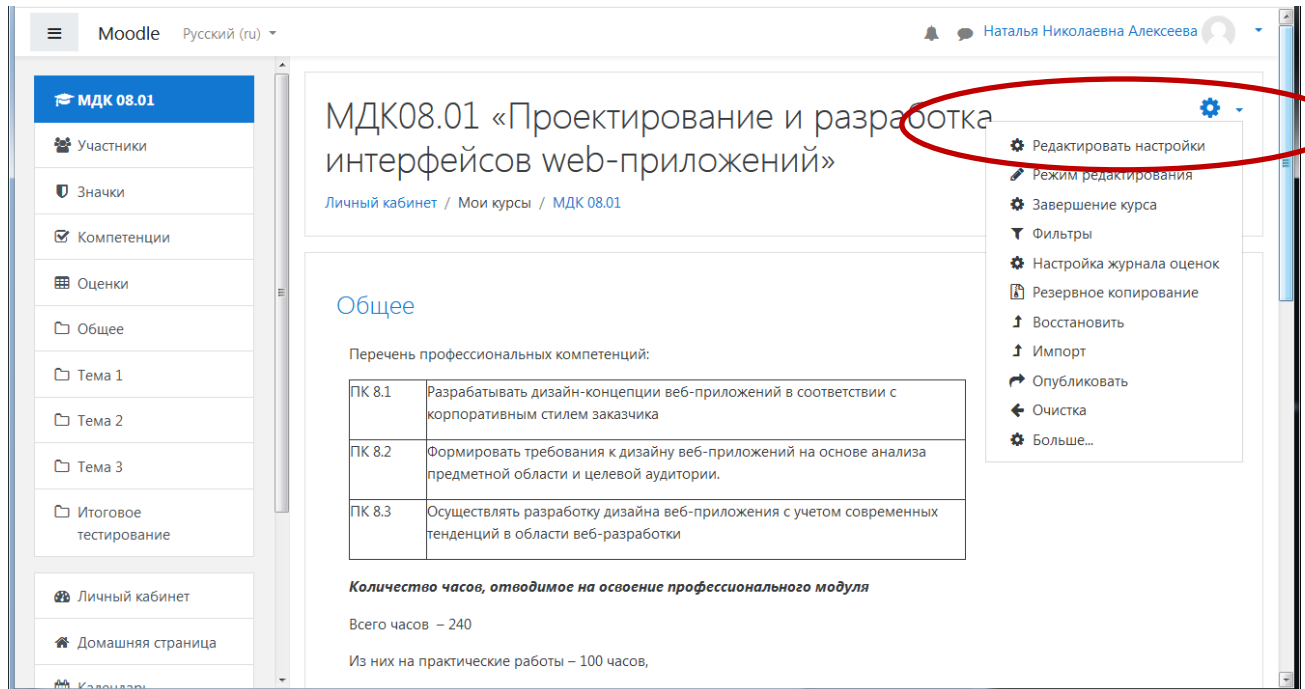 Moodle Русский (ru)
Наталья Николаевна Алексеева
МДК 08.01
Участники
Значки
Компетенции
Оценки
Общее
Тема 1
Тема 2
Тема 3
Итоговое
тестирование
Личный кабинет
Домашняя страница
Календарь
МДК08.01 «Проектирование и разработка
интерфейсов web-приложений»
Личный кабинет / Мои курсы / МДК 08.01
Редактировать настройки
Режим редактирования
Завершение курса
Фильтры
Настройка журнала оценок
Резервное копирование
Восстановить
Импорт
Опубликовать
Очистка
Больше...
Общее
Перечень профессиональных компетенций:
ПК 8.1 Разрабатывать дизайн-концепции веб-приложений в соответствии с
корпоративным стилем заказчика
ПК 8.2 Формировать требования к дизайну веб-приложений на основе анализа
предметной области и целевой аудитории.
ПК 8.3 Осуществлять разработку дизайна веб-приложения с учетом современных
тенденций в области веб-разработки
Количество часов, отводимое на освоение профессионального модуля
Всего часов – 240
Из них на практические работы – 100 часов,